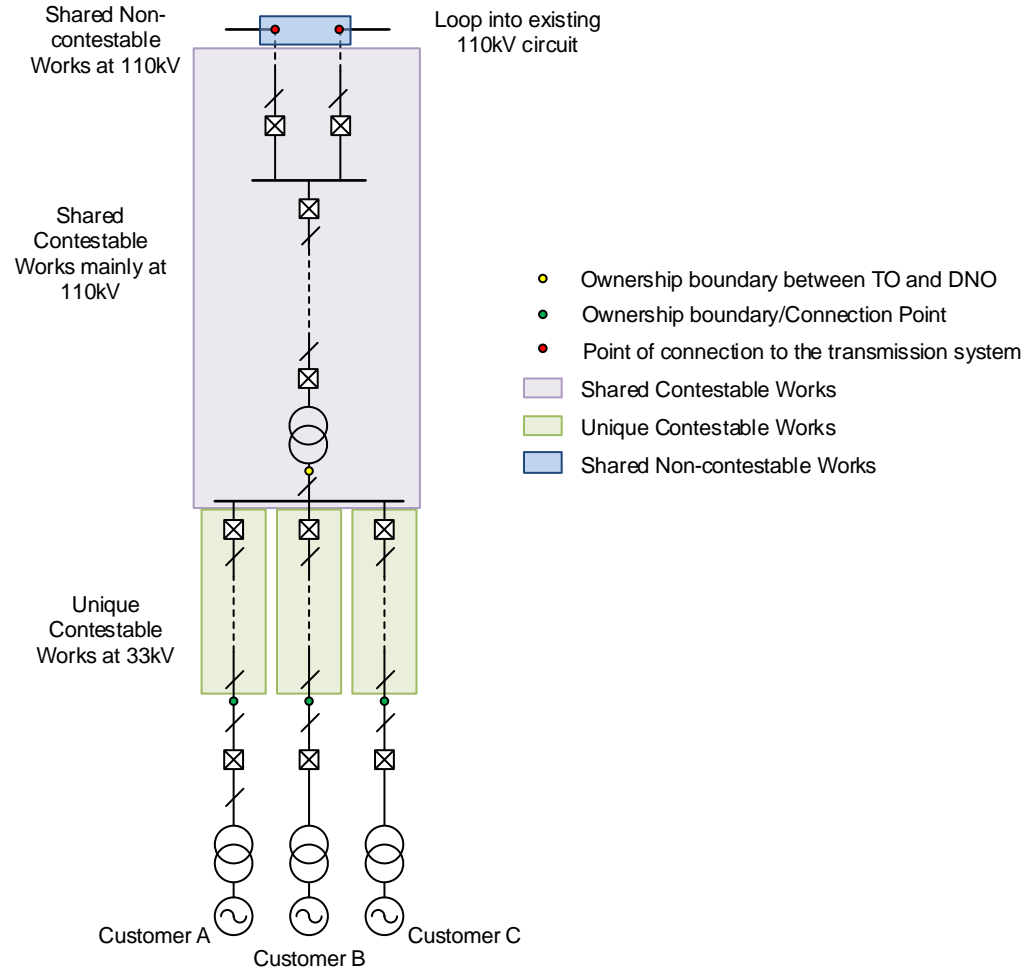 Shared Non-
contestable
Works at 110kV
Loop into existing
110kV circuit
Shared
Contestable
Works mainly at
110kV
Ownership boundary between TO and DNO
Ownership boundary/Connection Point
Point of connection to the transmission system
Shared Contestable Works
Unique Contestable Works
Shared Non-contestable Works
Unique
Contestable
Works at 33kV
Customer A
Customer B
Customer C